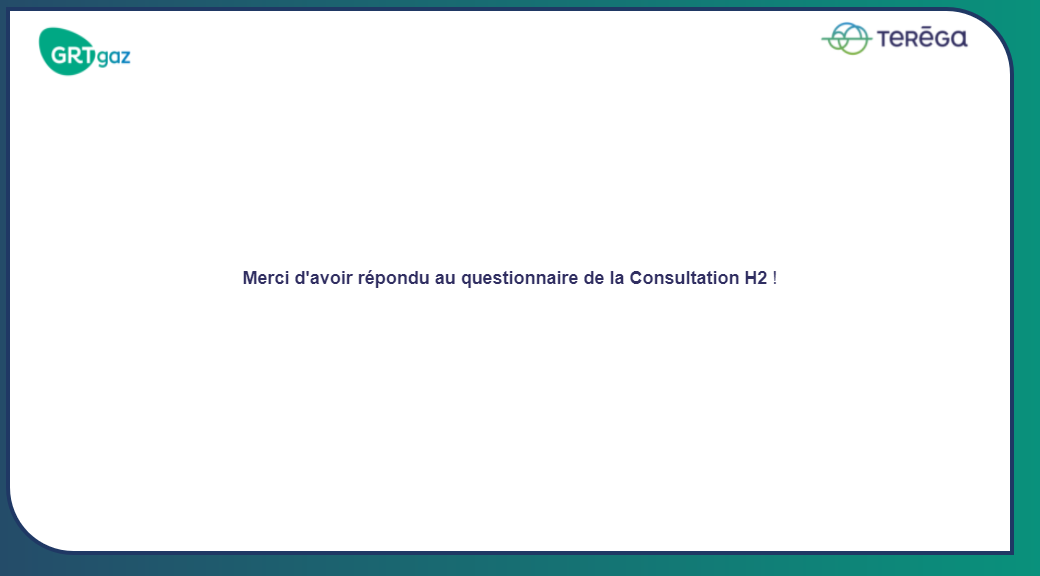 GRTgaz
TERĒGA
Merci d'avoir répondu au questionnaire de la Consultation H2 !